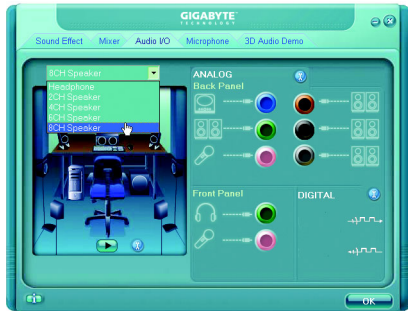 GIGABYTE
TECHNOLOGY
Sound Effect
Mixer
Audio I/O
Microphone
3D Audio Demo
8CH Speaker
Headphone
2CH Speaker
4CH Speaker
6CH Speaker
8CH Speaker
ANALOG
Back Panel
Front Panel
DIGITAL
OK